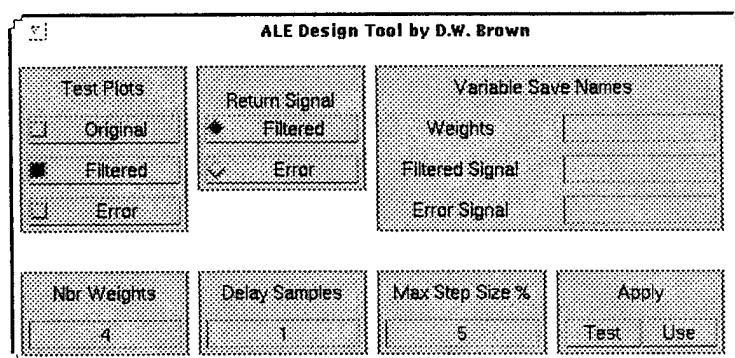 ALE Design Tool by D.W. Brown
Test Plots
Original
Filtered
Error
Return Signal
Filtered
Error
Variable Save Names
Weights
Filtered Signal
Error Signal
Nbr Weights
4
Delay Samples
1
Max Step Size %
5
Apply
Test Use